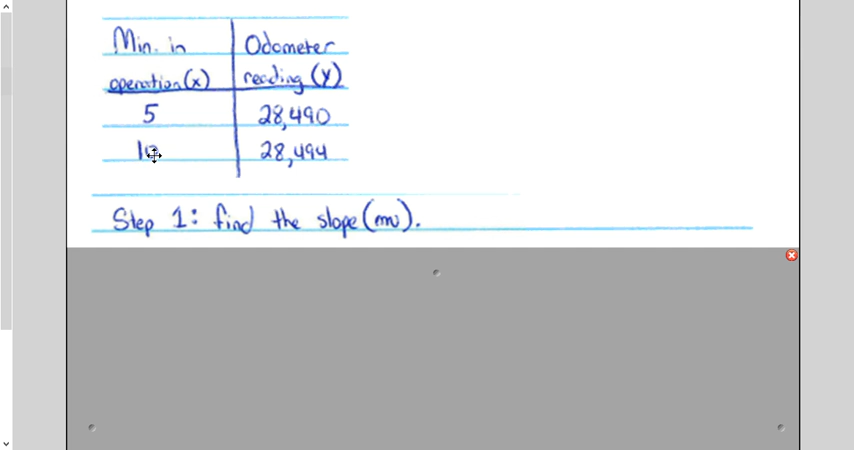 Min. in Odometer
operation(x) reading (y)
5 28,490
28,494
Step 1: find the slope(m).